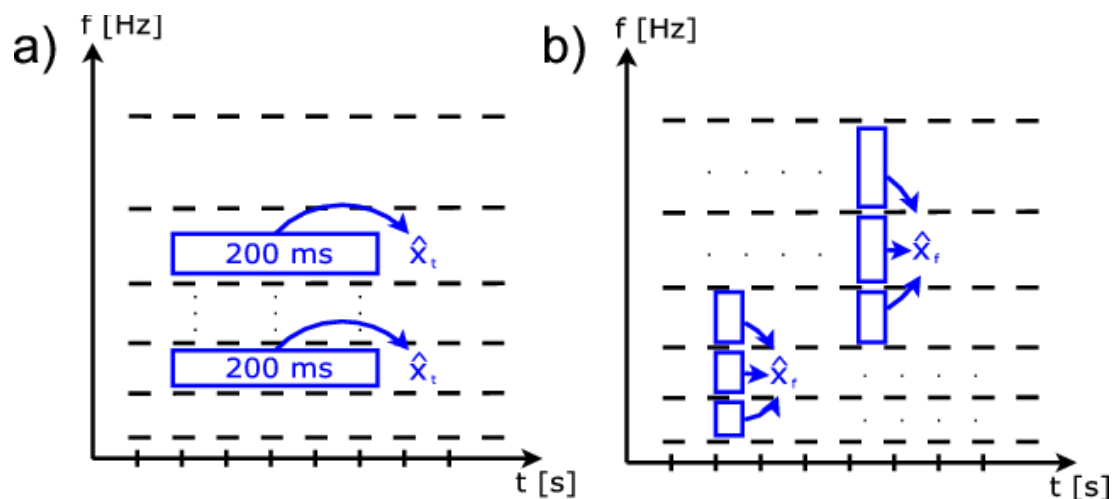 a)
f [Hz]
200 ms
x̂t
200 ms
x̂t
t [s]
b)
f [Hz]
x̂f
x̂f
t [s]